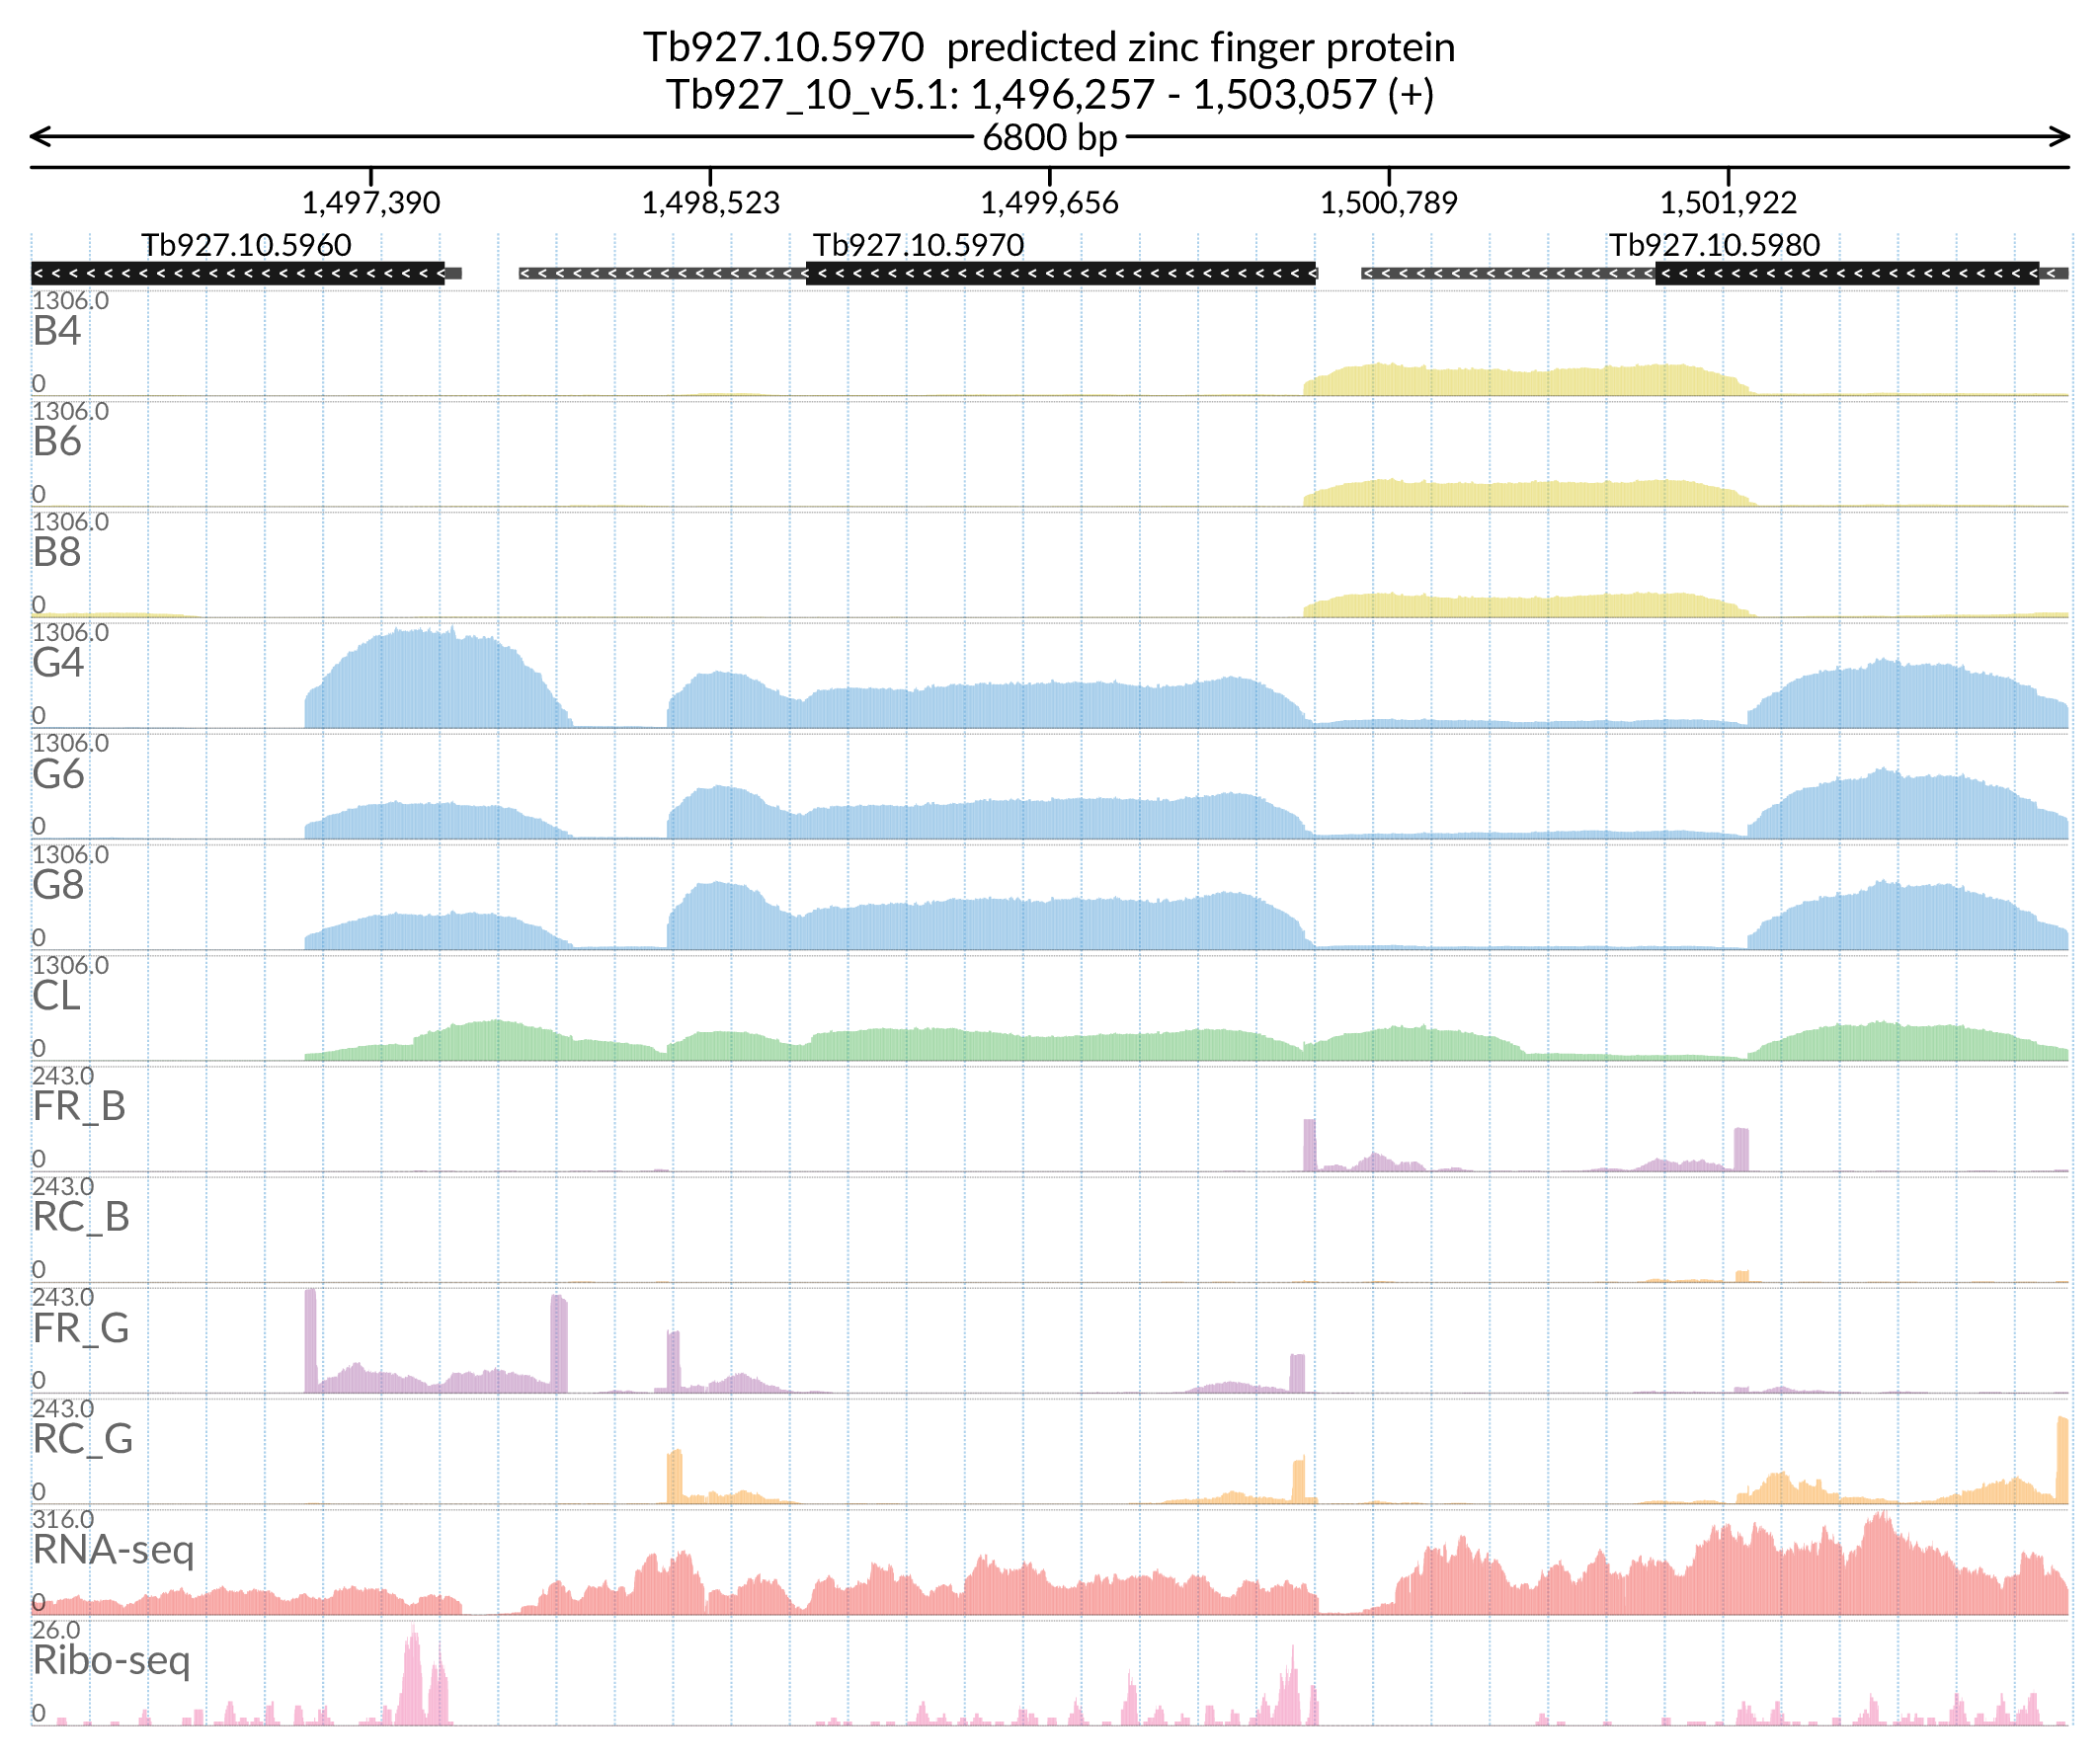 Tb927.10.5970  predicted zinc finger protein
Tb927_10_v5.1: 1,496,257 - 1,503,057 (+)
6800 bp
1,497,390 1,498,523 1,499,656 1,500,789 1,501,922
Tb927.10.5960 Tb927.10.5970 Tb927.10.5980
1306.0
B4
0
1306.0
B6
0
1306.0
B8
0
1306.0
G4
0
1306.0
G6
0
1306.0
G8
0
1306.0
CL
0
243.0
FR_B
0
243.0
RC_B
0
243.0
FR_G
0
243.0
RC_G
0
316.0
RNA-seq
0
26.0
Ribo-seq
0